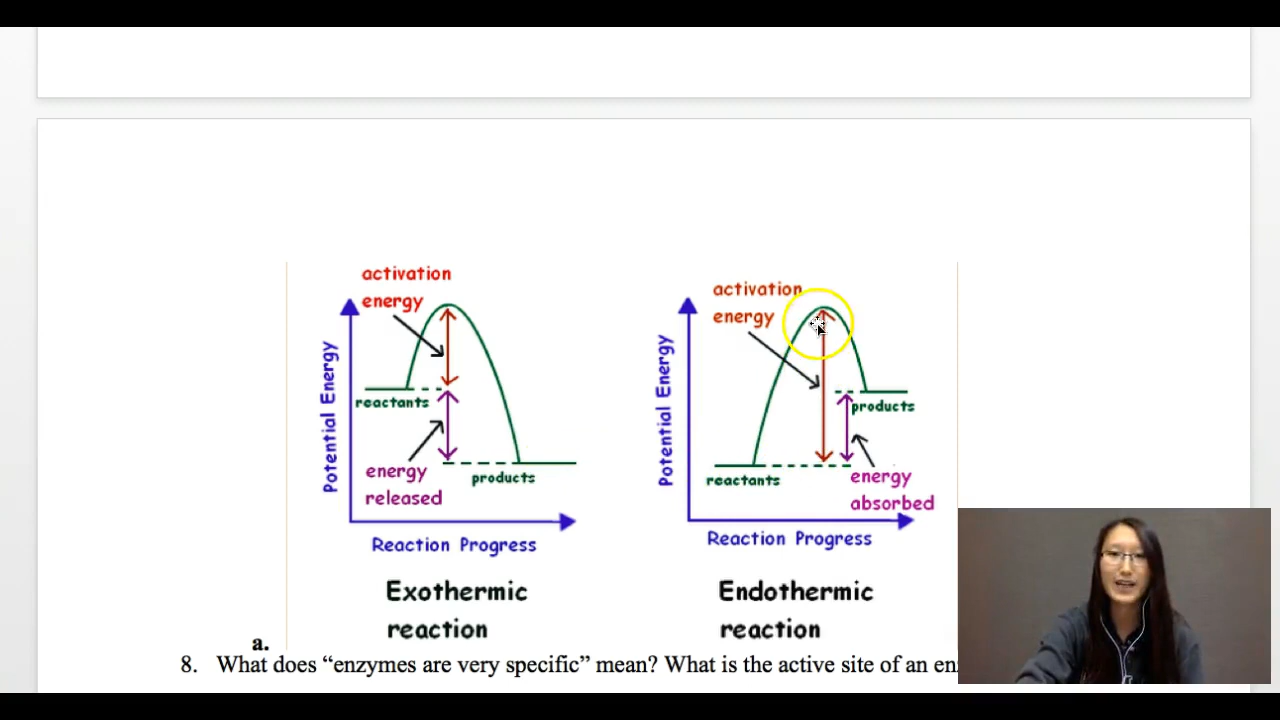 activation
energy
Potential Energy
reactants
energy
released
products
Reaction Progress
Exothermic
reaction
activation
energy
Potential Energy
products
reactants
energy
absorbed
Reaction Progress
Endothermic
reaction
a.
8. What does “enzymes are very specific” mean? What is the active site of an